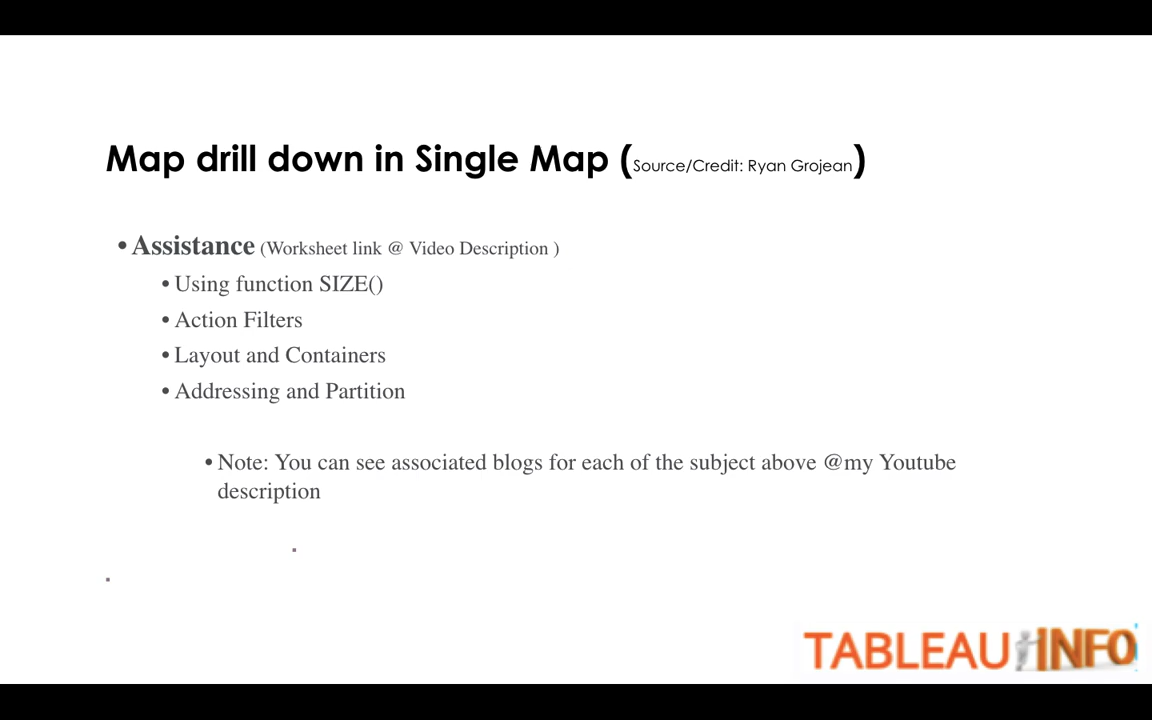 Map drill down in Single Map (Source/Credit: Ryan Grojean)
• Assistance (Worksheet link @ Video Description )
• Using function SIZE()
• Action Filters
• Layout and Containers
• Addressing and Partition
• Note: You can see associated blogs for each of the subject above @my Youtube
description
TABLEAU INFO